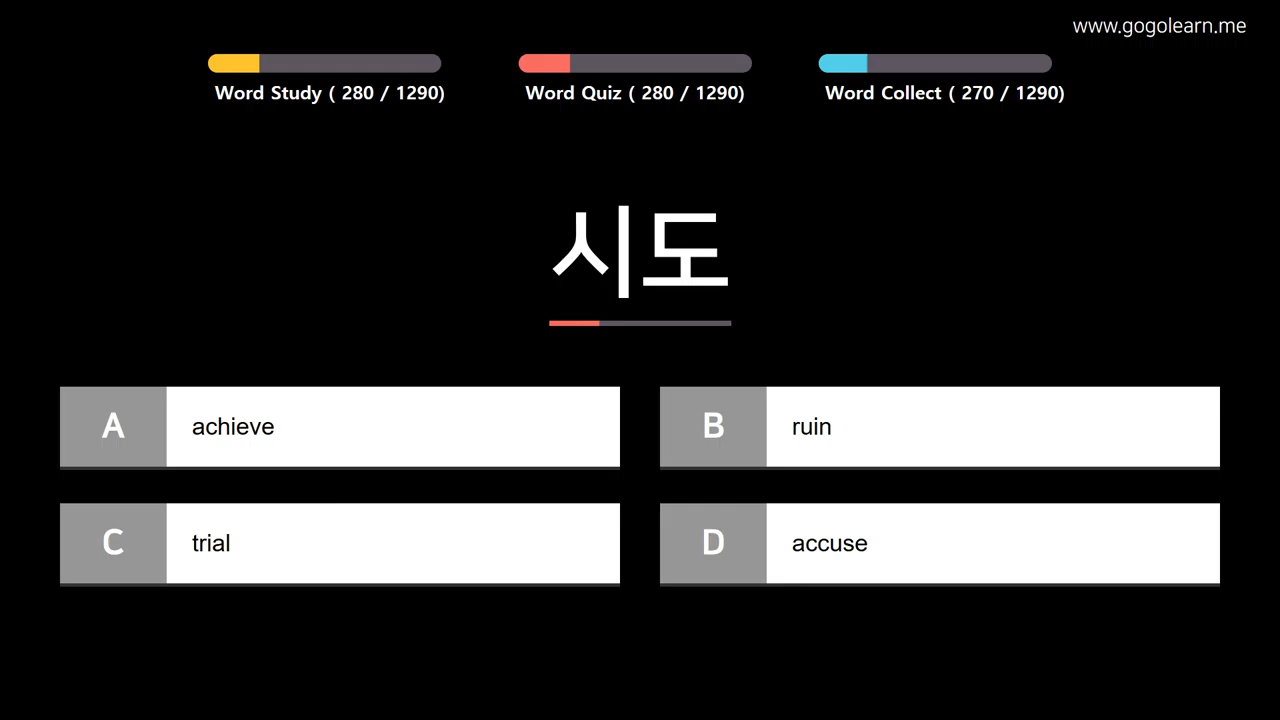 www.gogolearn.me
Word Study ( 280 / 1290)
Word Quiz ( 280 / 1290)
Word Collect ( 270 / 1290)
시도
A
achieve
B
ruin
C
trial
D
accuse